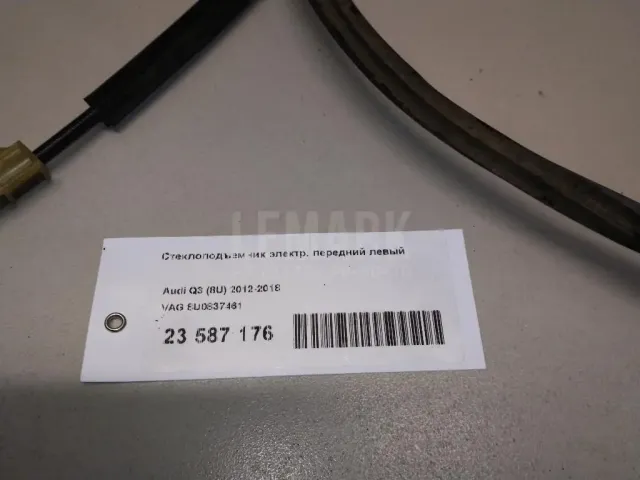 LEMARK
Стеклоподъемник электр. передний левый
Audi Q3 (8U) 2012-2018
VAG 8U0837461
23 587 176